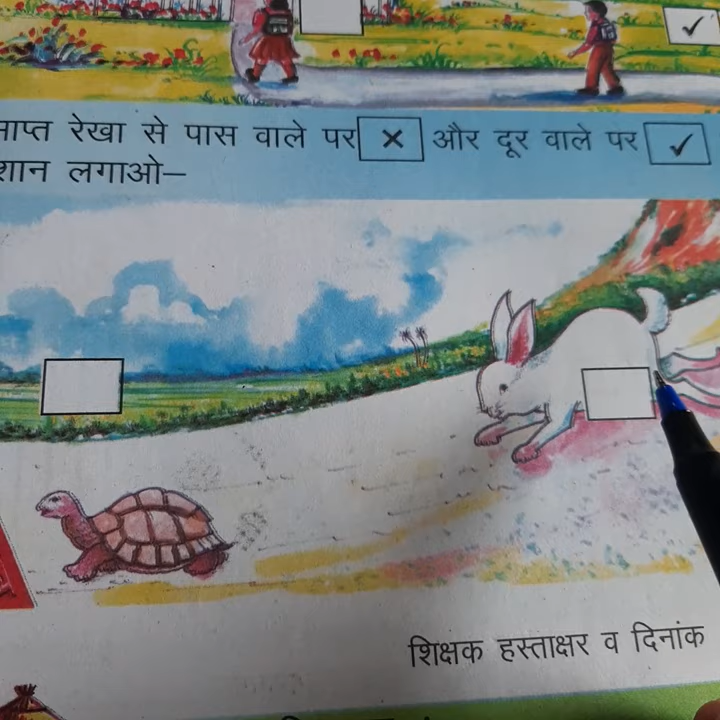 रेखा से पास वाले पर × और दूर वाले पर ✓
लगाओ–
शिक्षक हस्ताक्षर व दिनांक